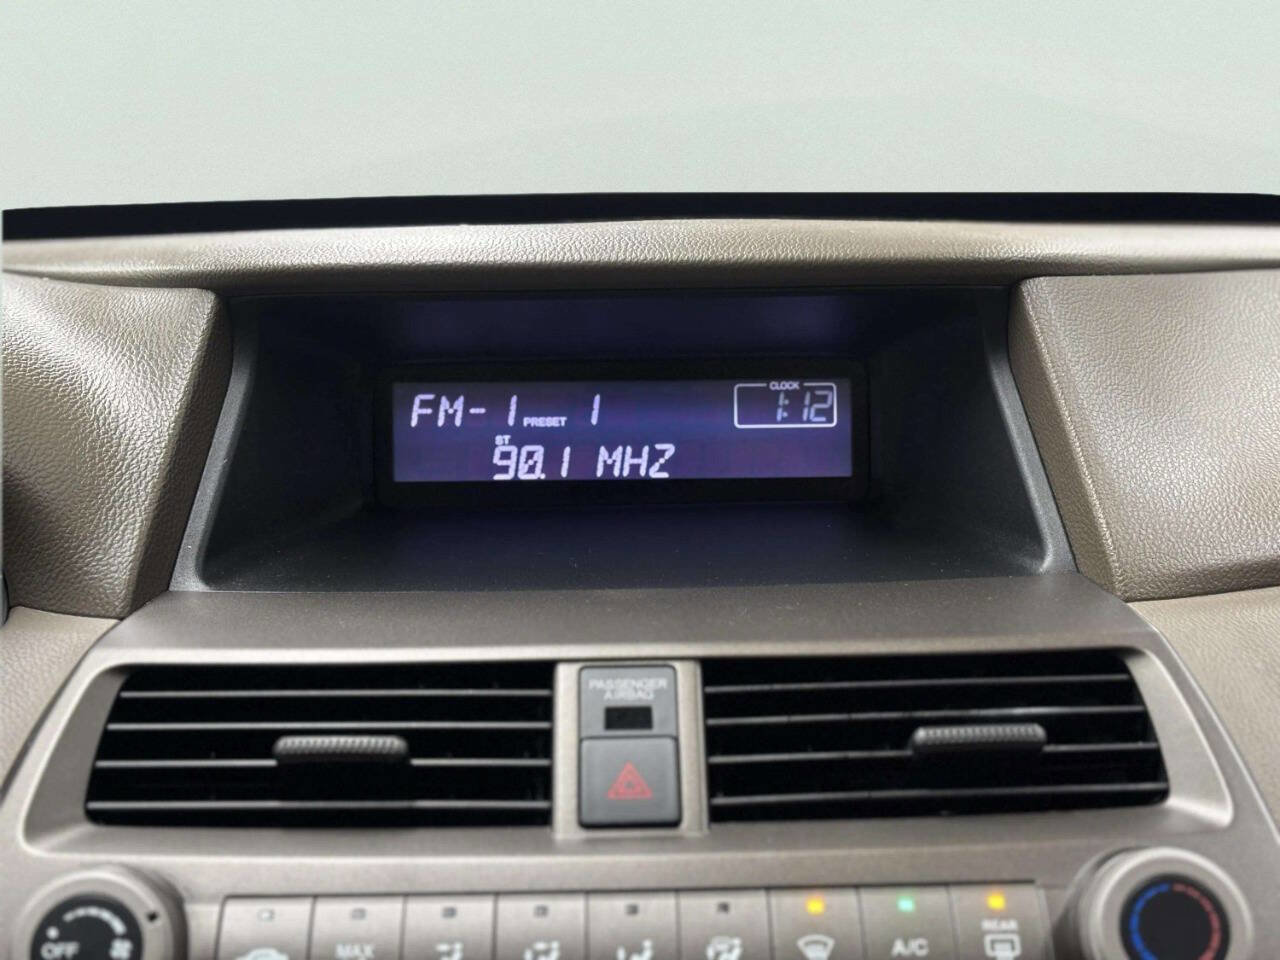 CLOCK
FM-1 PRESET 1 1:12
ST
90.1 MHZ
PASSENGER
AIRBAG
REAR
OFF MAX A/C